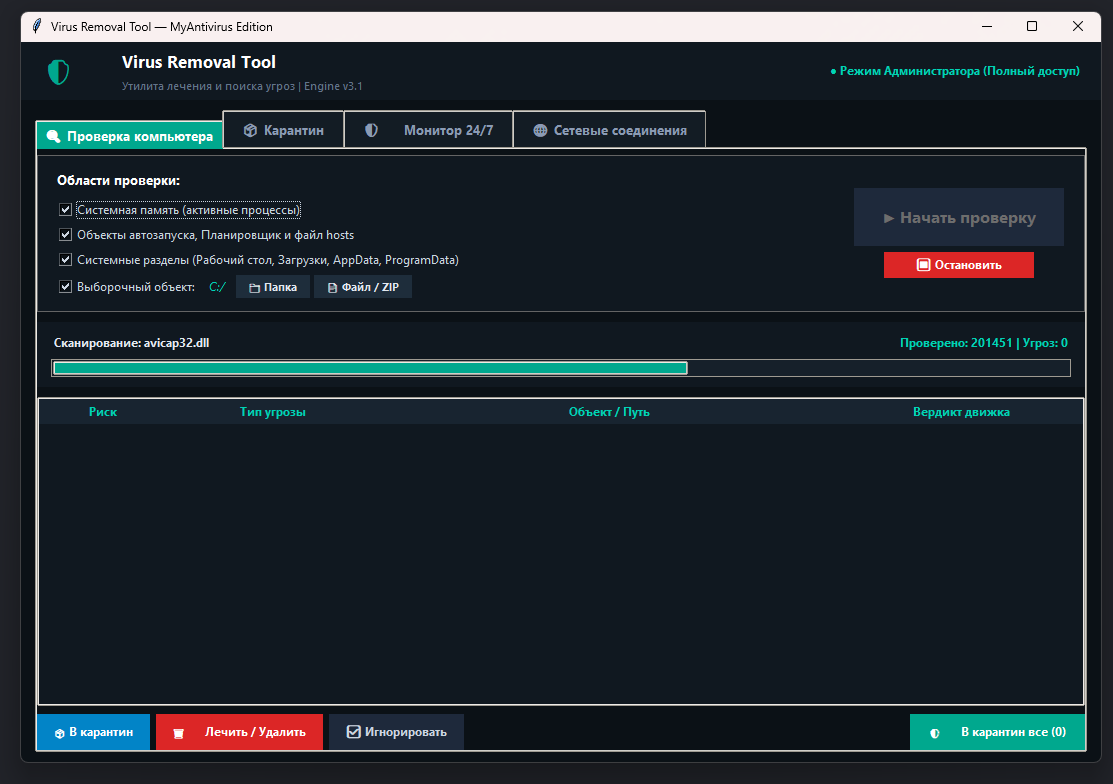 Virus Removal Tool — MyAntivirus Edition
Virus Removal Tool
Утилита лечения и поиска угроз | Engine v3.1
● Режим Администратора (Полный доступ)
Проверка компьютера
Карантин
Монитор 24/7
Сетевые соединения
Области проверки:
Системная память (активные процессы)
Объекты автозапуска, Планировщик и файл hosts
Системные разделы (Рабочий стол, Загрузки, AppData, ProgramData)
Выборочный объект: C:/ Папка Файл / ZIP
► Начать проверку
Остановить
Сканирование: avicap32.dll
Проверено: 201451 | Угроз: 0
Риск Тип угрозы Объект / Путь Вердикт движка
В карантин
Лечить / Удалить
Игнорировать
В карантин все (0)